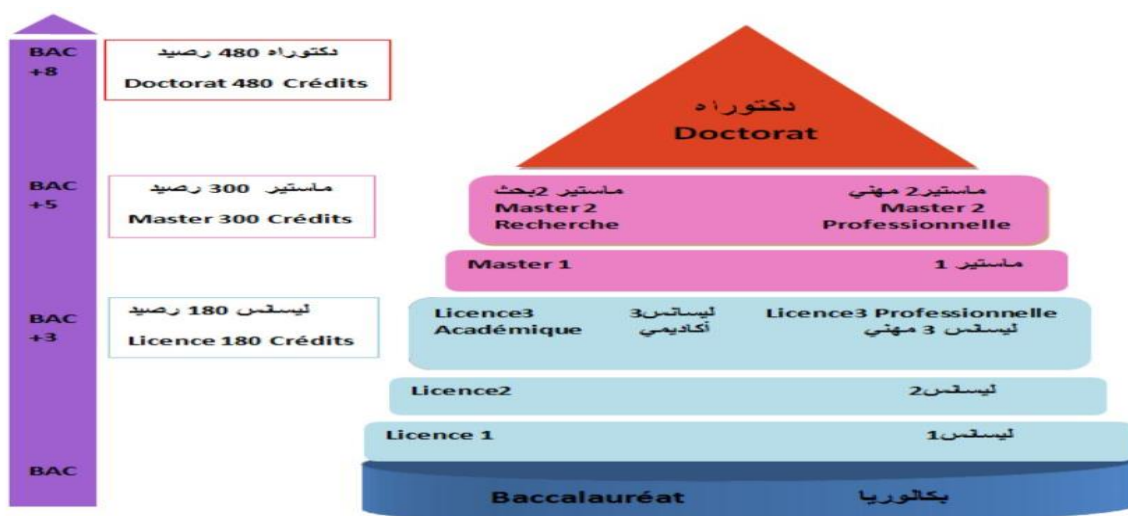 BAC
+8
دكتوراه 480 رصيد
Doctorat 480 Crédits
دكتوراه
Doctorat
BAC
+5
ماستير 300 رصيد
Master 300 Crédits
ماستير 2بحث
Master 2
Recherche
ماستير2 مهني
Master 2
Professionnelle
Master 1
ماستير 1
BAC
+3
ليسانس 180 رصيد
Licence 180 Crédits
Licence3
Académique
ليسانس3
أكاديمي
Licence3 Professionnelle
ليسانس 3 مهني
Licence2
ليسانس2
Licence 1
ليسانس1
BAC
Baccalauréat
بكالوريا